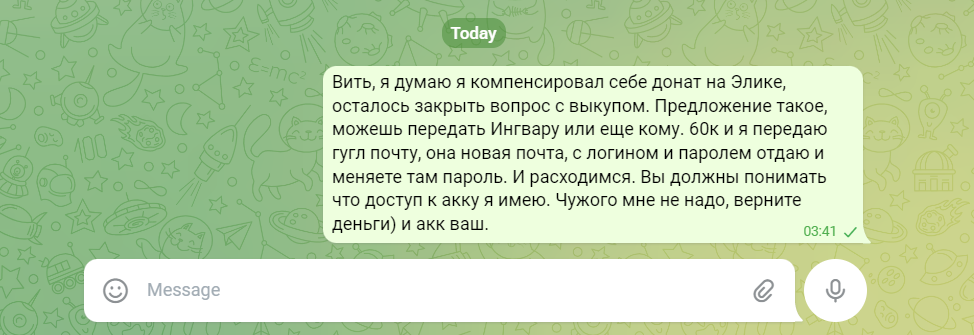 Today
Вить, я думаю я компенсировал себе донат на Элике,
осталось закрыть вопрос с выкупом. Предложение такое,
можешь передать Ингвару или еще кому. 60к и я передаю
гугл почту, она новая почта, с логином и паролем отдаю и
меняете там пароль. И расходимся. Вы должны понимать
что доступ к акку я имею. Чужого мне не надо, верните
деньги) и акк ваш.
03:41
Message